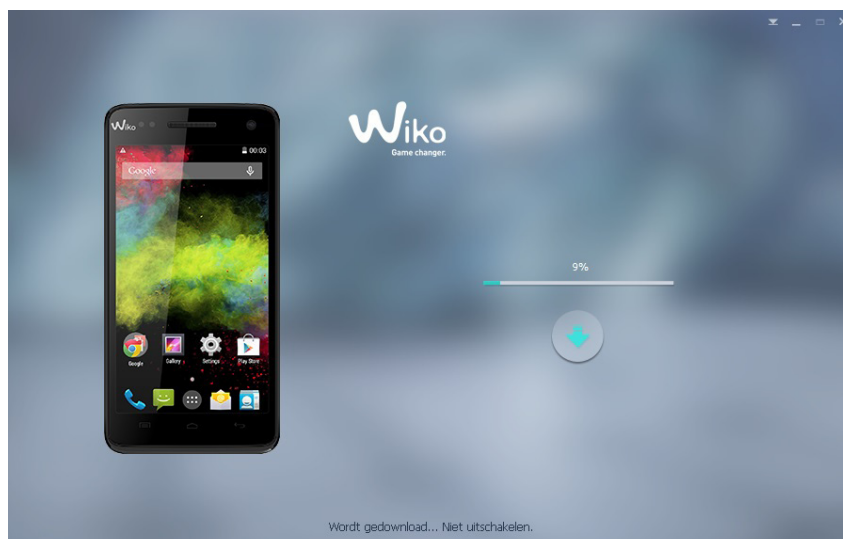 Wiko
Game changer.
Wiko
00:03
Google
9%
Google
Gallery
Settings
Play Store
Wordt gedownload... Niet uitschakelen.